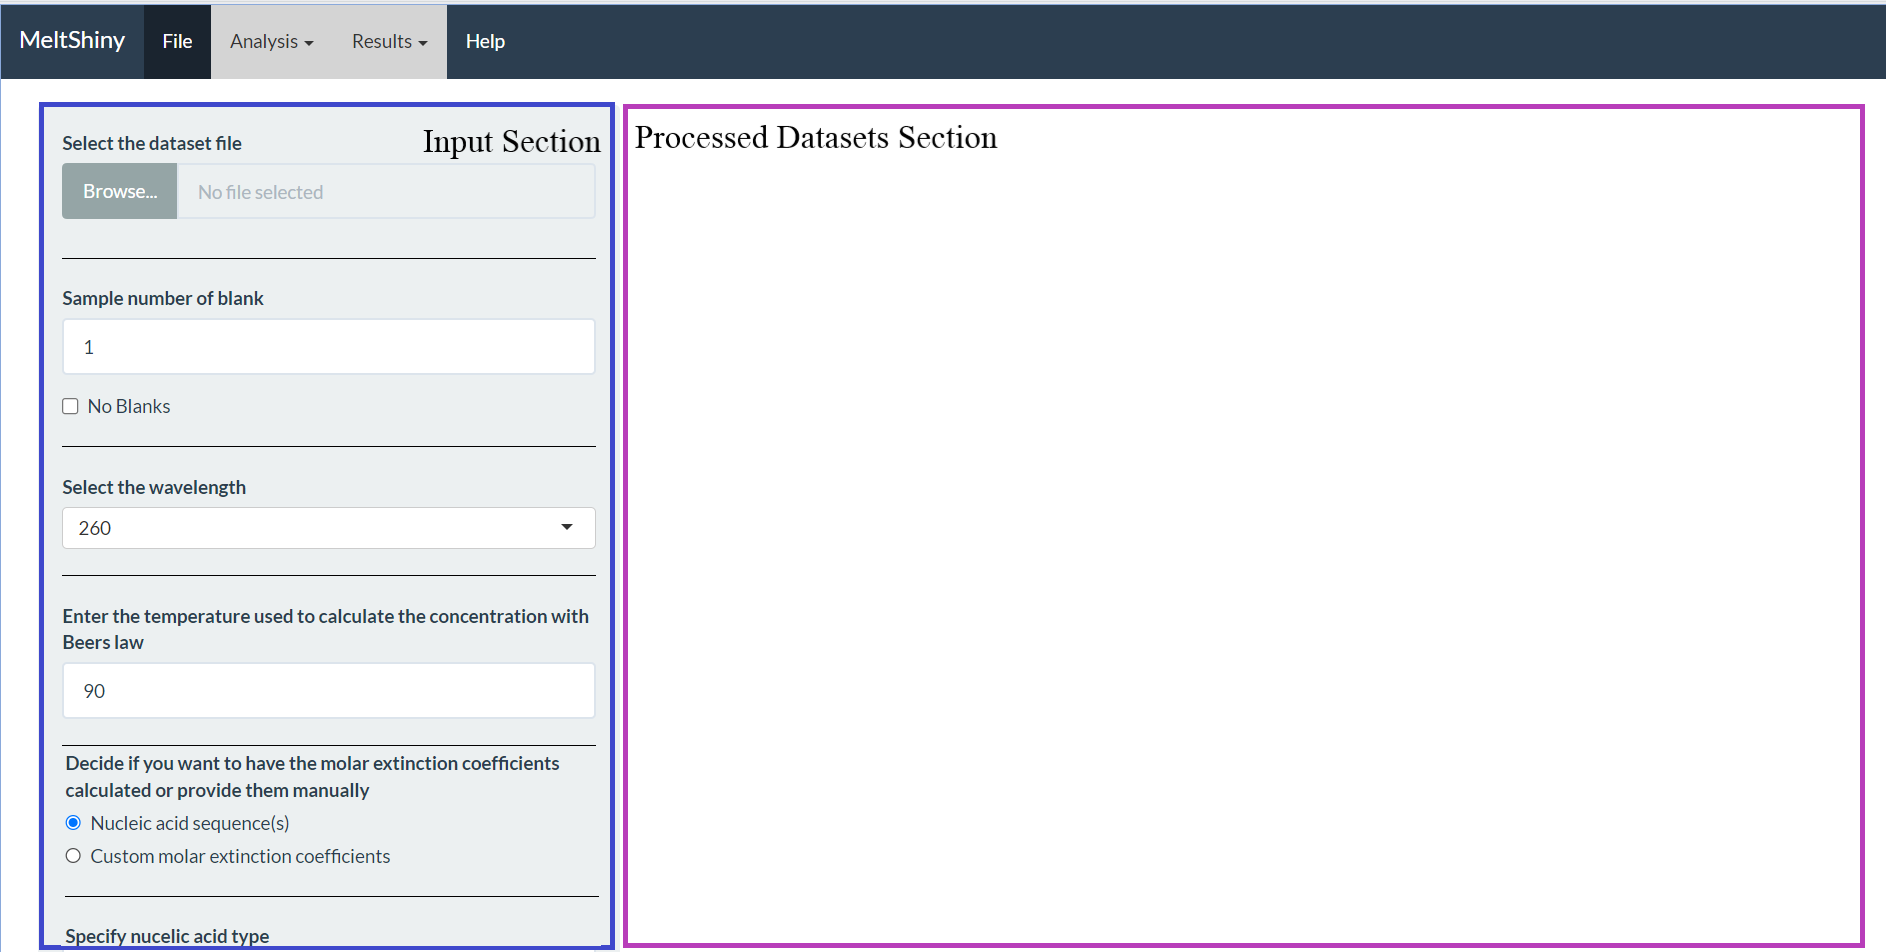 MeltShiny File Analysis Results Help
Select the dataset file
Input Section
Browse... No file selected
Sample number of blank
1
No Blanks
Select the wavelength
260
Enter the temperature used to calculate the concentration with
Beers law
90
Decide if you want to have the molar extinction coefficients
calculated or provide them manually
Nucleic acid sequence(s)
Custom molar extinction coefficients
Specify nucelic acid type
Processed Datasets Section